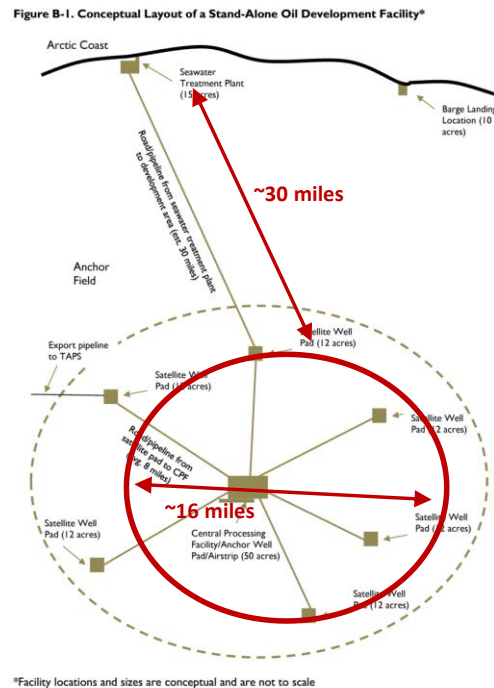 Figure B-1. Conceptual Layout of a Stand-Alone Oil Development Facility*
Arctic Coast
Seawater
Treatment Plant
(15 acres)
Barge Landing
Location (10
acres)
Road/pipeline from seawater treatment plant
to development area (est. 30 miles)
~30 miles
Anchor
Field
Satellite Well
Pad (12 acres)
Export pipeline
to TAPS
Satellite Well
Pad (12 acres)
Satellite Well
Pad (12 acres)
Road/pipeline from
satellite pad to CPF
(avg. 8 miles)
~16 miles
Satellite Well
Pad (12 acres)
Central Processing
Facility/Anchor Well
Pad/Airstrip (50 acres)
Satellite Well
Pad (12 acres)
Satellite Well
Pad (12 acres)
*Facility locations and sizes are conceptual and are not to scale